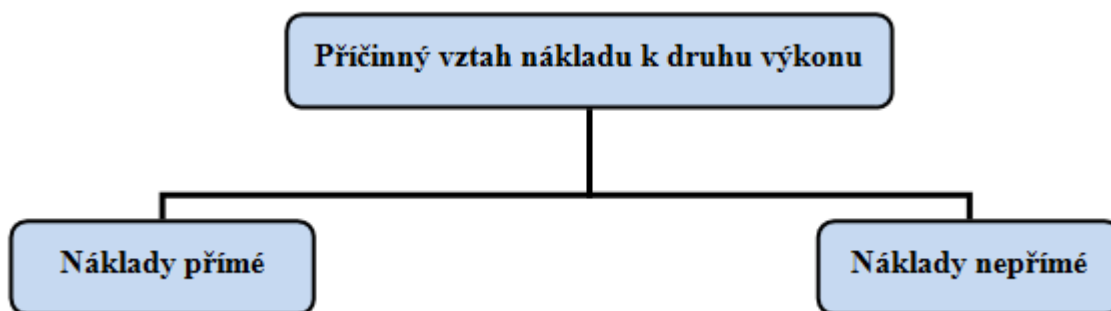 Příčinný vztah nákladu k druhu výkonu
Náklady přímé
Náklady nepřímé